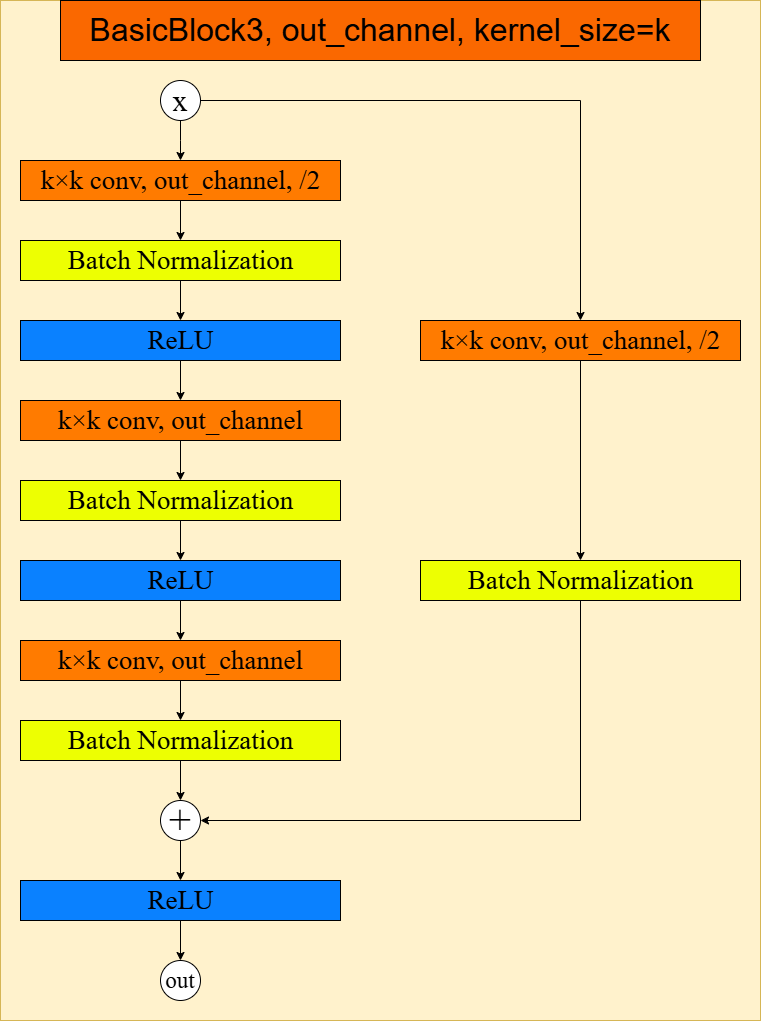 BasicBlock3, out_channel, kernel_size=k
x
k×k conv, out_channel, /2
Batch Normalization
ReLU
k×k conv, out_channel, /2
k×k conv, out_channel
Batch Normalization
ReLU
Batch Normalization
k×k conv, out_channel
Batch Normalization
+
ReLU
out